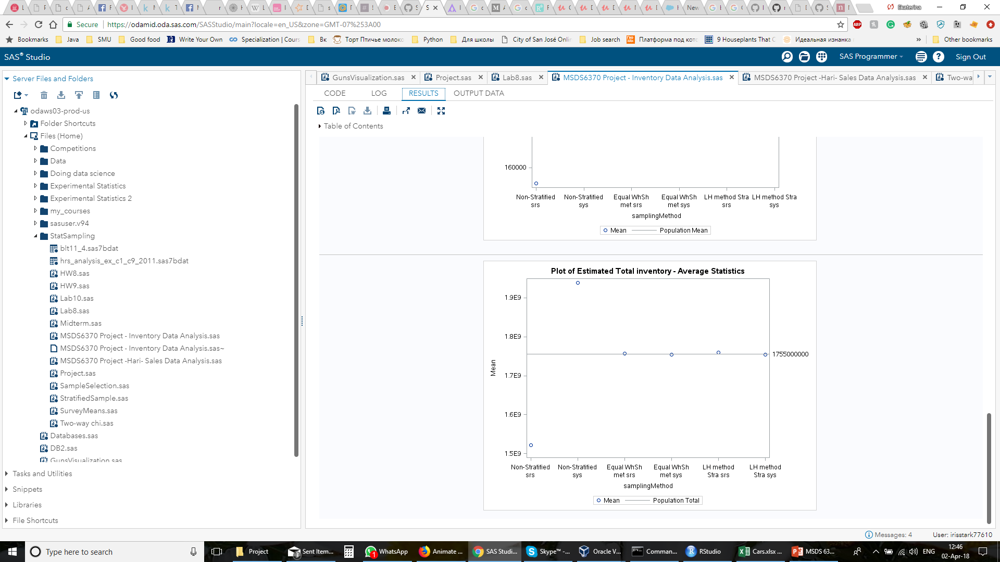 Ekaterina
Secure
https://odamid.oda.sas.com/SASStudio/main?locale=en_US&zone=GMT-07%253A00
Bookmarks Java SMU Good food Write Your Own Specialization | Cours Вк Торт Птичье молоко Python Для школы City of San José Onlin Job search Платформа под кото 9 Houseplants That C Идеальная изнанка » Other bookmarks
SAS® Studio
SAS Programmer
Sign Out
Server Files and Folders
odaws03-prod-us
Folder Shortcuts
Files (Home)
Competitions
Data
Doing data science
Experimental Statistics
Experimental Statistics 2
my_courses
sasuser.v94
StatSampling
blt11_4.sas7bdat
hrs_analysis_ex_c1_c9_2011.sas7bdat
HW8.sas
HW9.sas
Lab10.sas
Lab8.sas
Midterm.sas
MSDS6370 Project - Inventory Data Analysis.sas
MSDS6370 Project - Inventory Data Analysis.sas~
MSDS6370 Project -Hari- Sales Data Analysis.sas
Project.sas
SampleSelection.sas
StratifiedSample.sas
SurveyMeans.sas
Two-way chi.sas
Databases.sas
DB2.sas
GunsVisualization.sas
Tasks and Utilities
Snippets
Libraries
File Shortcuts
GunsVisualization.sas Project.sas Lab8.sas MSDS6370 Project - Inventory Data Analysis.sas MSDS6370 Project -Hari- Sales Data Analysis.sas Two-wa
CODE LOG RESULTS OUTPUT DATA
Table of Contents
160000
Non-Stratified Non-Stratified Equal WhSh Equal WhSh LH method Stra LH method Stra
srs sys met srs met sys srs sys
samplingMethod
Mean Population Mean
Plot of Estimated Total inventory - Average Statistics
1.9E9
1.8E9
1755000000
Mean
1.7E9
1.6E9
1.5E9
Non-Stratified Non-Stratified Equal WhSh Equal WhSh LH method LH method
srs sys met srs met sys Stra srs Stra sys
samplingMethod
Mean Population Total
Messages: 4 User: irisstark77610
Type here to search
Project
3 Sent Item...
1 WhatsApp
Animate ...
SAS Studi...
Skype™ -...
Oracle V...
Comman...
RStudio
Cars.xlsx ...
MSDS 63...
ENG
12:46
02-Apr-18